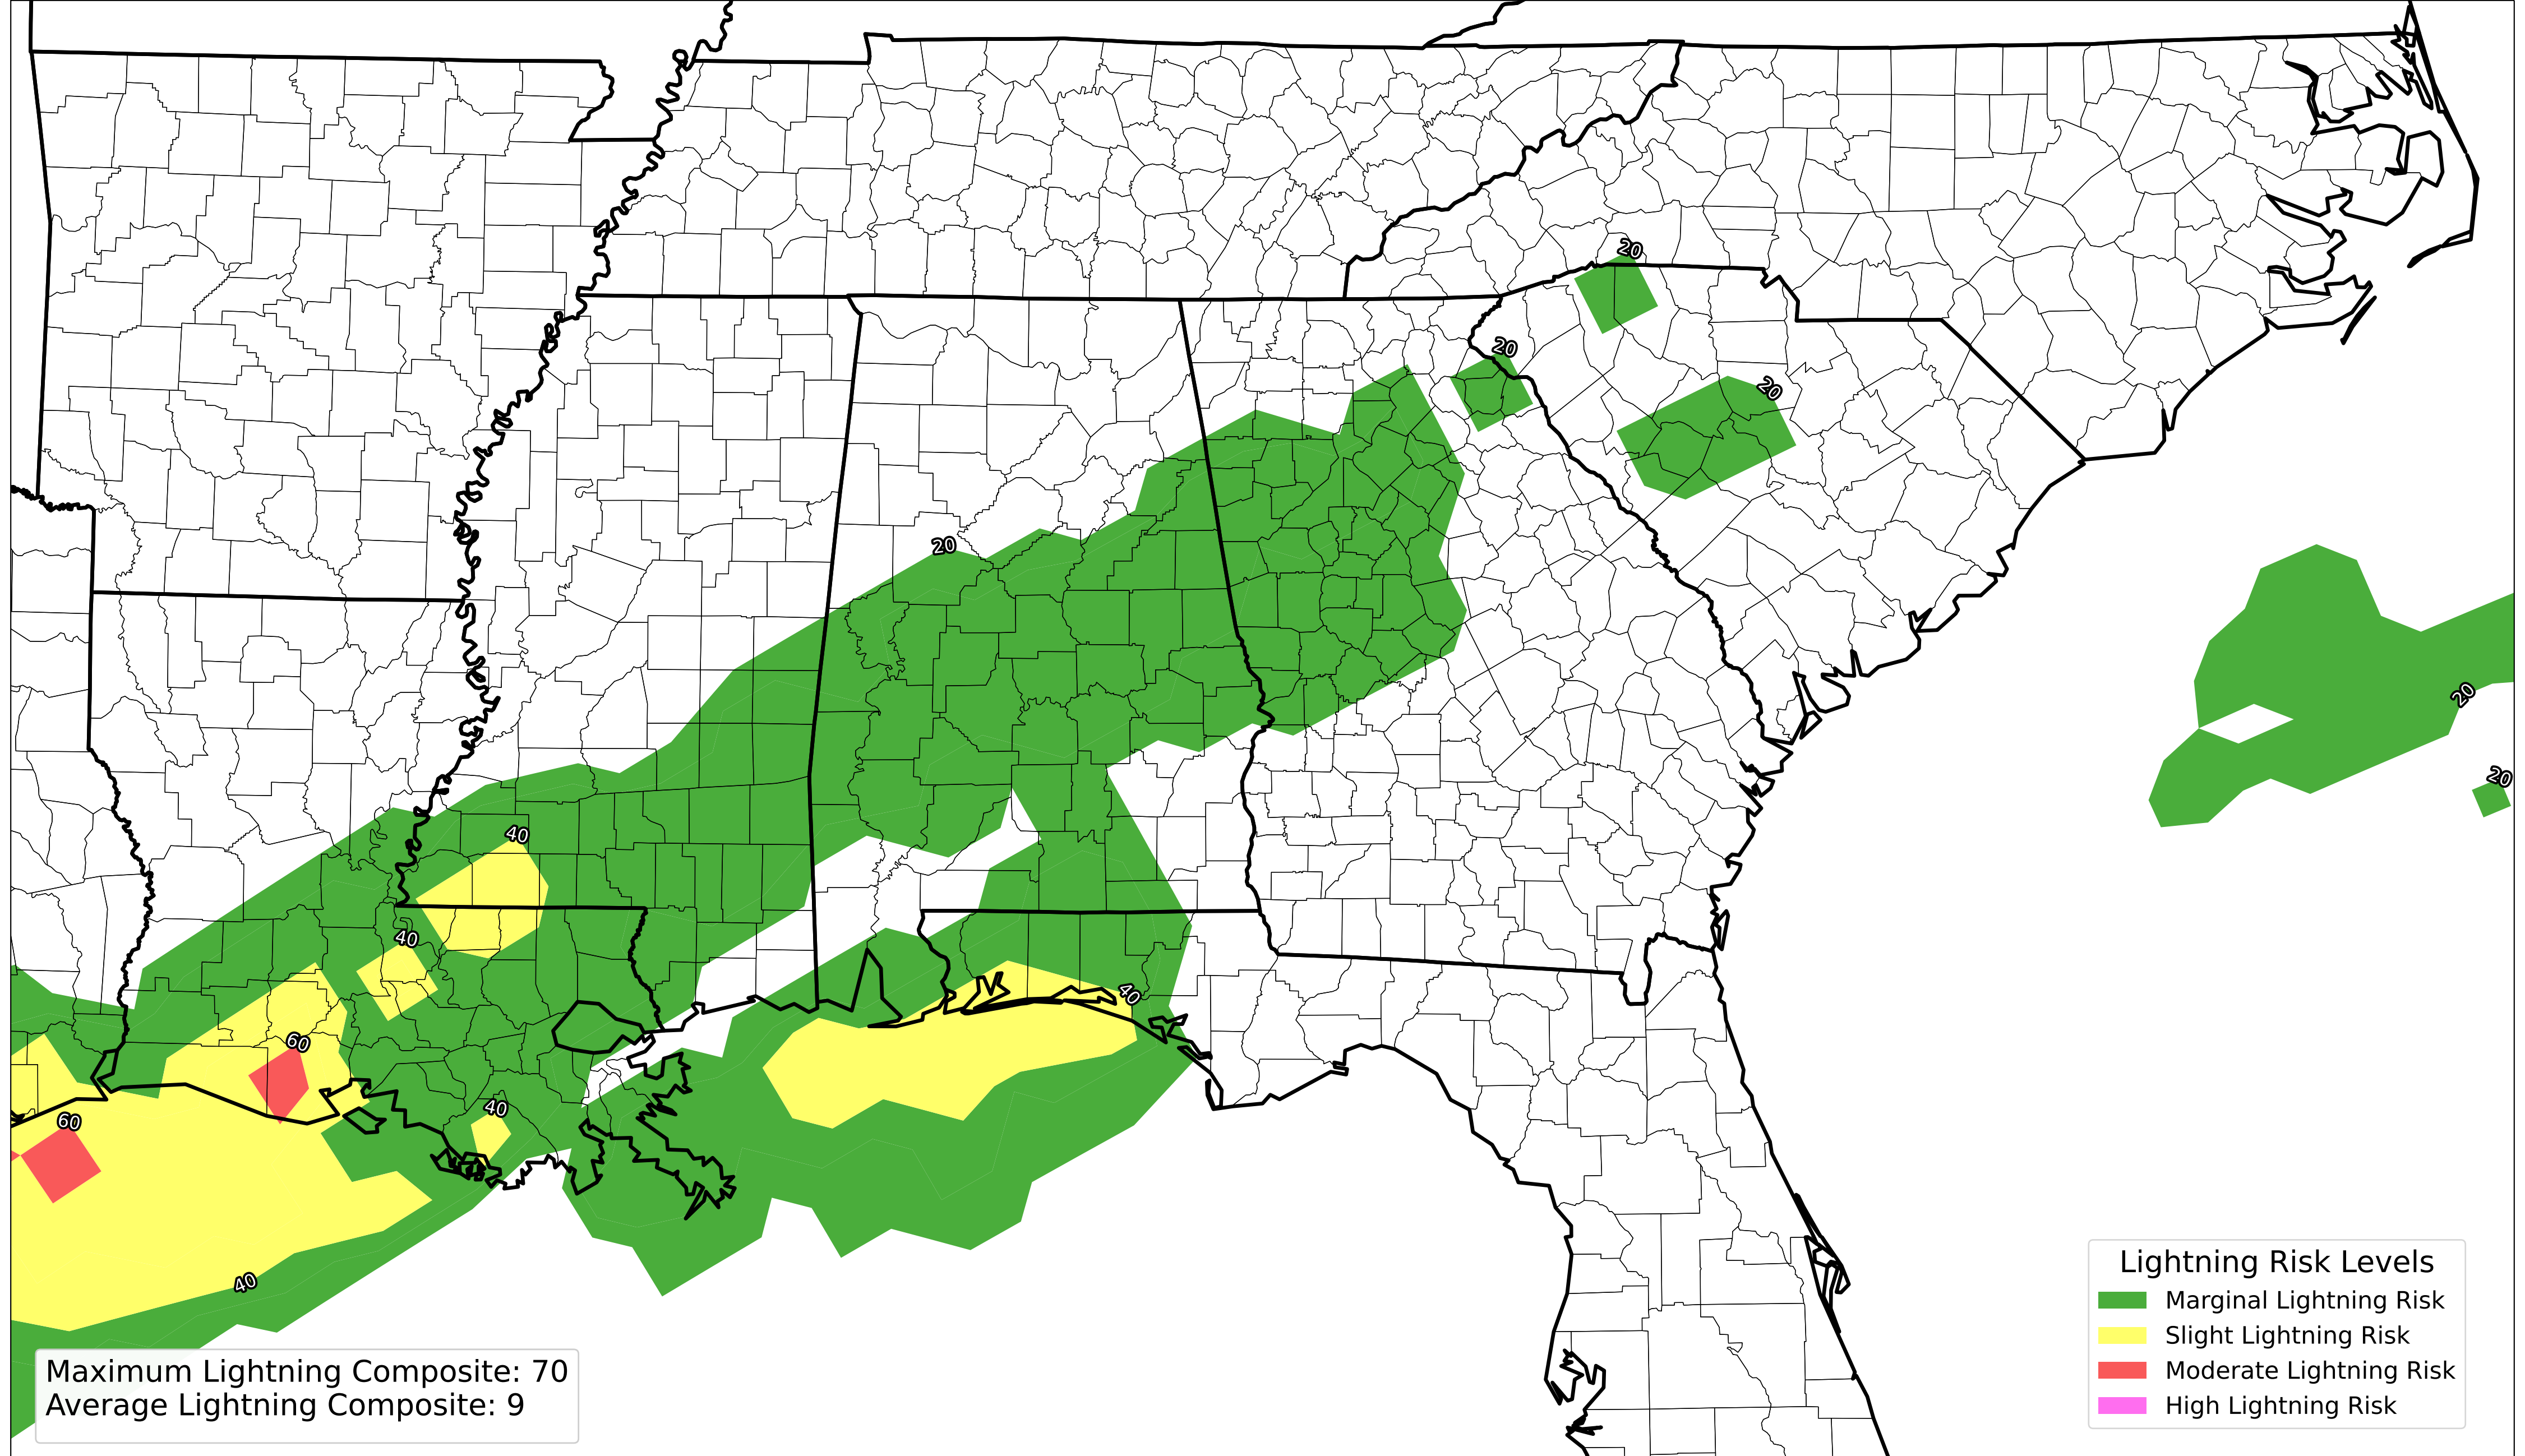 20
20
20
20
20
20
40
40
40
60
40
60
40
Lightning Risk Levels
Marginal Lightning Risk
Slight Lightning Risk
Moderate Lightning Risk
High Lightning Risk
Maximum Lightning Composite: 70
Average Lightning Composite: 9